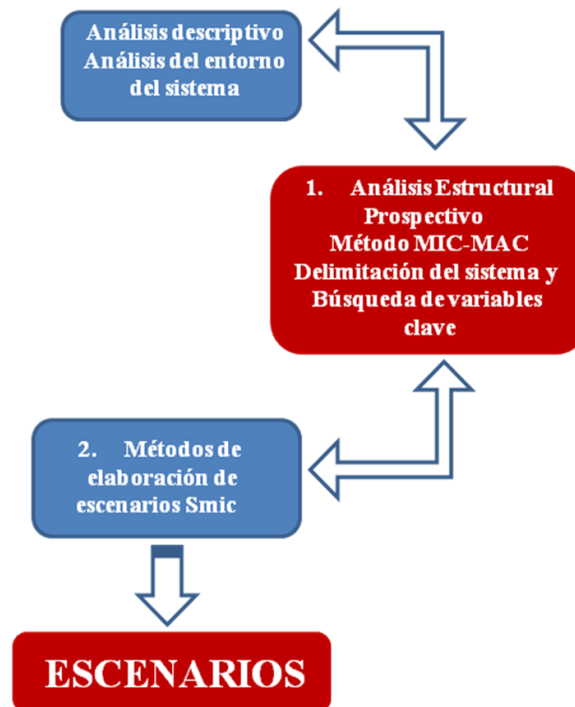 Análisis descriptivo
Análisis del entorno
del sistema
1. Análisis Estructural
Prospectivo
Método MIC-MAC
Delimitación del sistema y
Búsqueda de variables
clave
2. Métodos de
elaboración de
escenarios Smic
ESCENARIOS